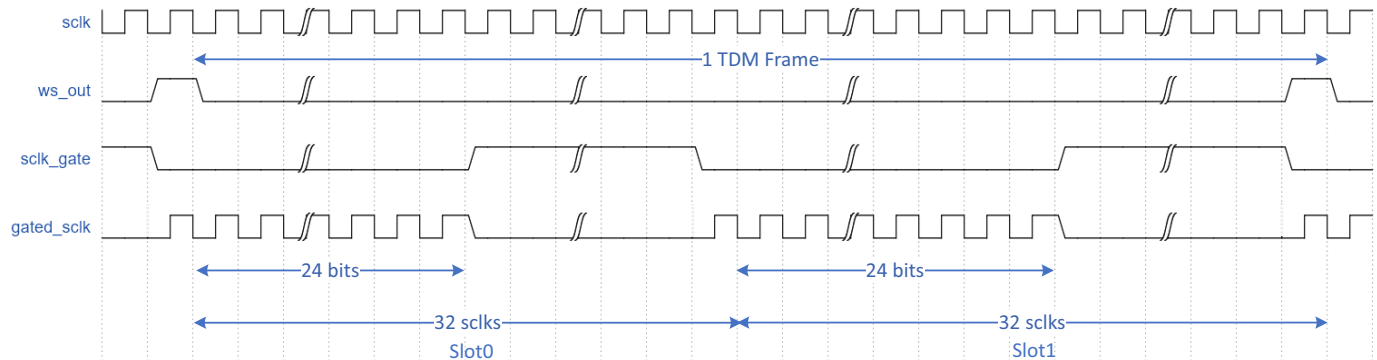 sclk
1 TDM Frame
ws_out
sclk_gate
gated_sclk
24 bits
24 bits
32 sclks
32 sclks
Slot0
Slot1